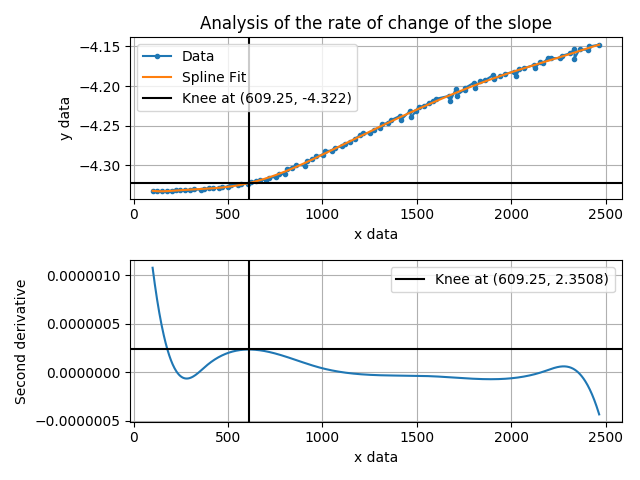 Analysis of the rate of change of the slope
−4.15
−4.20
−4.25
−4.30
y data
Data
Spline Fit
Knee at (609.25, -4.322)
0
500
1000
1500
2000
2500
x data
0.0000010
0.0000005
0.0000000
−0.0000005
Second derivative
Knee at (609.25, 2.3508)
0
500
1000
1500
2000
2500
x data